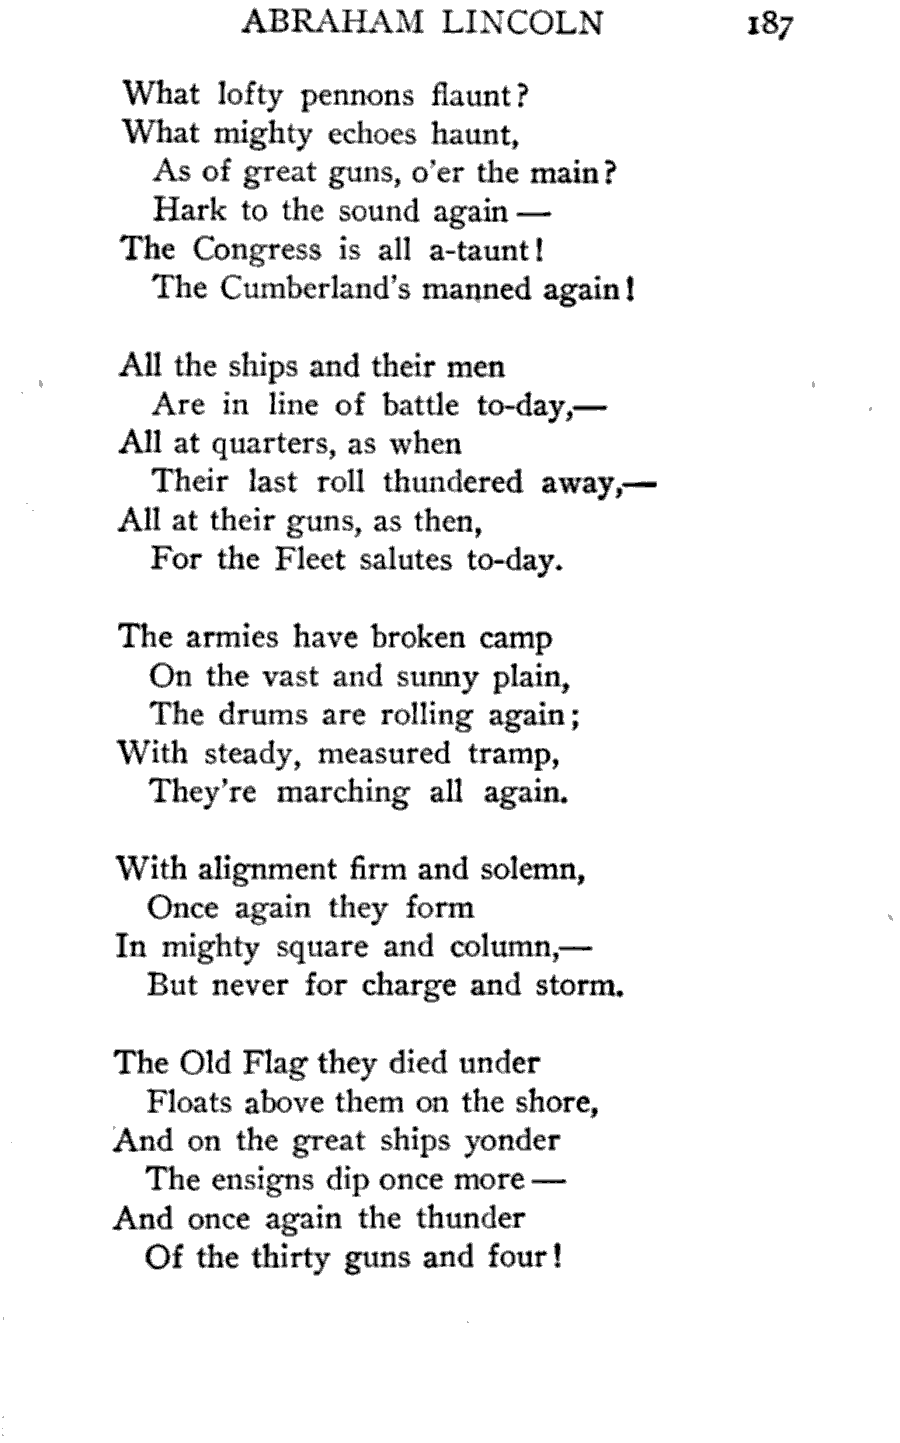 ABRAHAM LINCOLN 187
What lofty pennons flaunt?
What mighty echoes haunt,
As of great guns, o'er the main?
Hark to the sound again —
The Congress is all a-taunt!
The Cumberland's manned again!
All the ships and their men
Are in line of battle to-day,—
All at quarters, as when
Their last roll thundered away,—
All at their guns, as then,
For the Fleet salutes to-day.
The armies have broken camp
On the vast and sunny plain,
The drums are rolling again;
With steady, measured tramp,
They're marching all again.
With alignment firm and solemn,
Once again they form
In mighty square and column,—
But never for charge and storm.
The Old Flag they died under
Floats above them on the shore,
And on the great ships yonder
The ensigns dip once more —
And once again the thunder
Of the thirty guns and four!